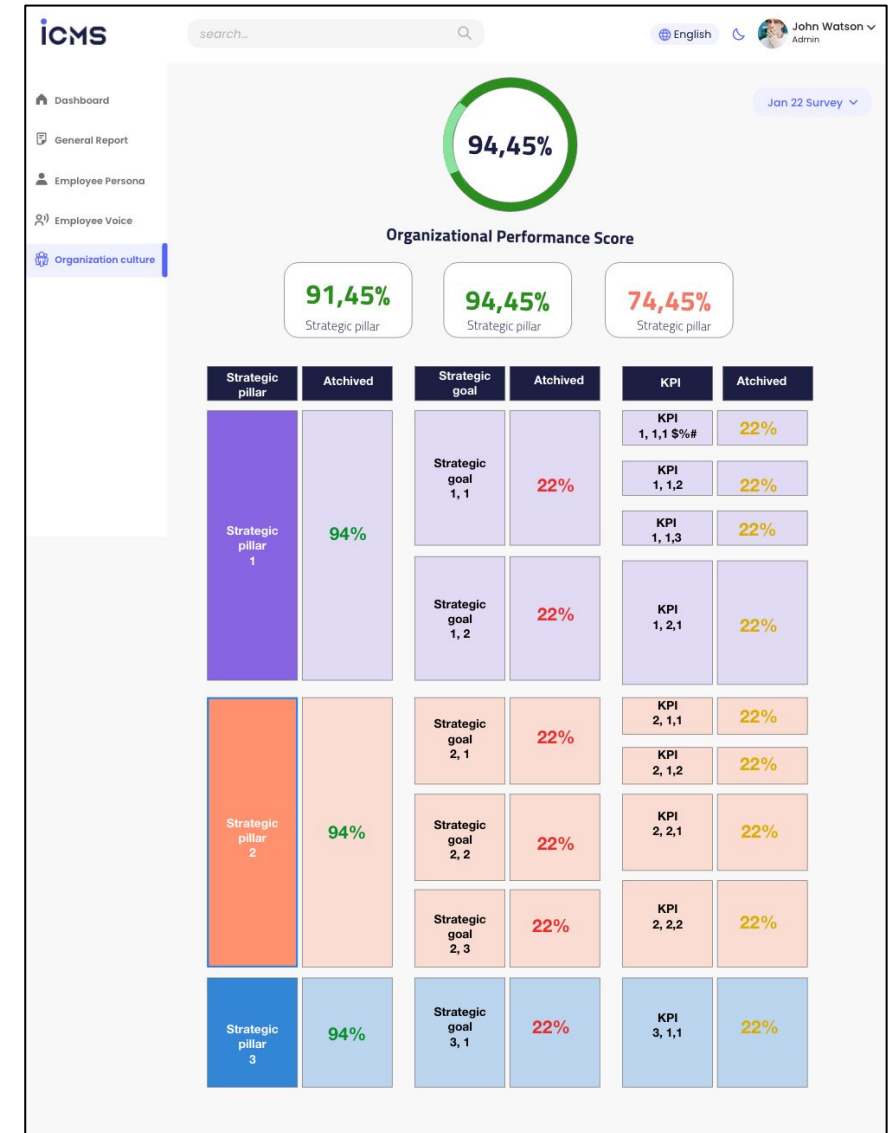 icms
search...
English
John Watson
Admin
Dashboard
General Report
Employee Persona
Employee Voice
Organization culture
Jan 22 Survey
94,45%
Organizational Performance Score
91,45%
Strategic pillar
94,45%
Strategic pillar
74,45%
Strategic pillar
Strategic
pillar
Atchived
Strategic
goal
Atchived
KPI
Atchived
Strategic
pillar
1
94%
Strategic
goal
1, 1
22%
KPI
1, 1,1 $%#
22%
KPI
1, 1,2
22%
KPI
1, 1,3
22%
Strategic
goal
1, 2
22%
KPI
1, 2,1
22%
Strategic
pillar
2
94%
Strategic
goal
2, 1
22%
KPI
2, 1,1
22%
KPI
2, 1,2
22%
Strategic
goal
2, 2
22%
KPI
2, 2,1
22%
Strategic
goal
2, 3
22%
KPI
2, 2,2
22%
Strategic
pillar
3
94%
Strategic
goal
3, 1
22%
KPI
3, 1,1
22%